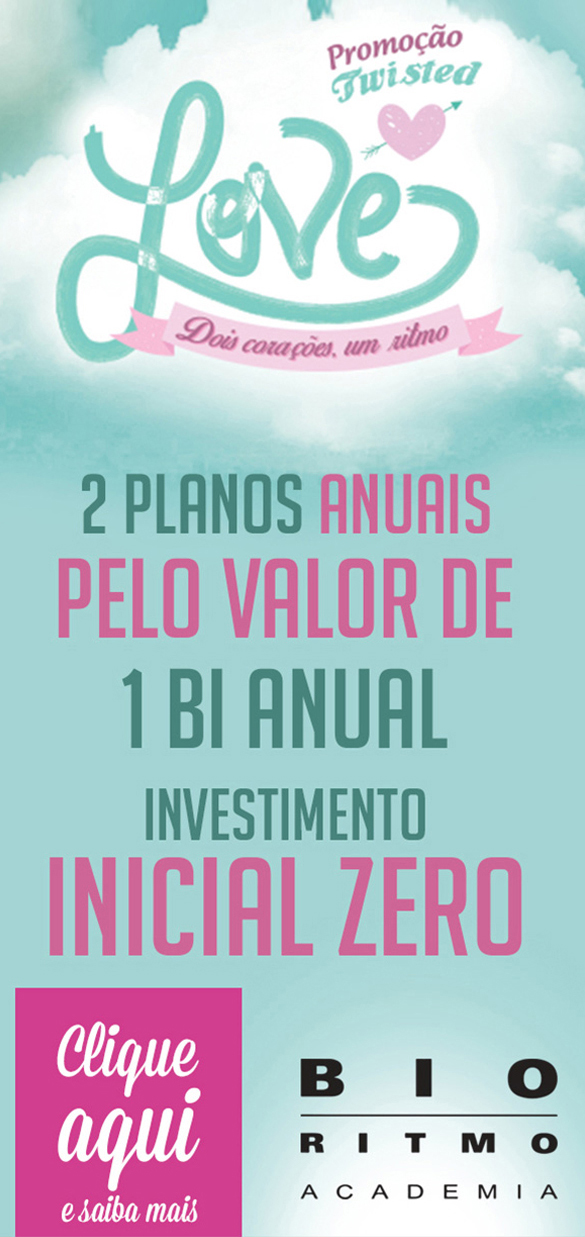 Promoção
Twisted
Love
Dois corações, um ritmo
2 PLANOS ANUAIS
PELO VALOR DE
1 BI ANUAL
INVESTIMENTO
INICIAL ZERO
Clique
aqui
e saiba mais
BIO
RITMO
ACADEMIA